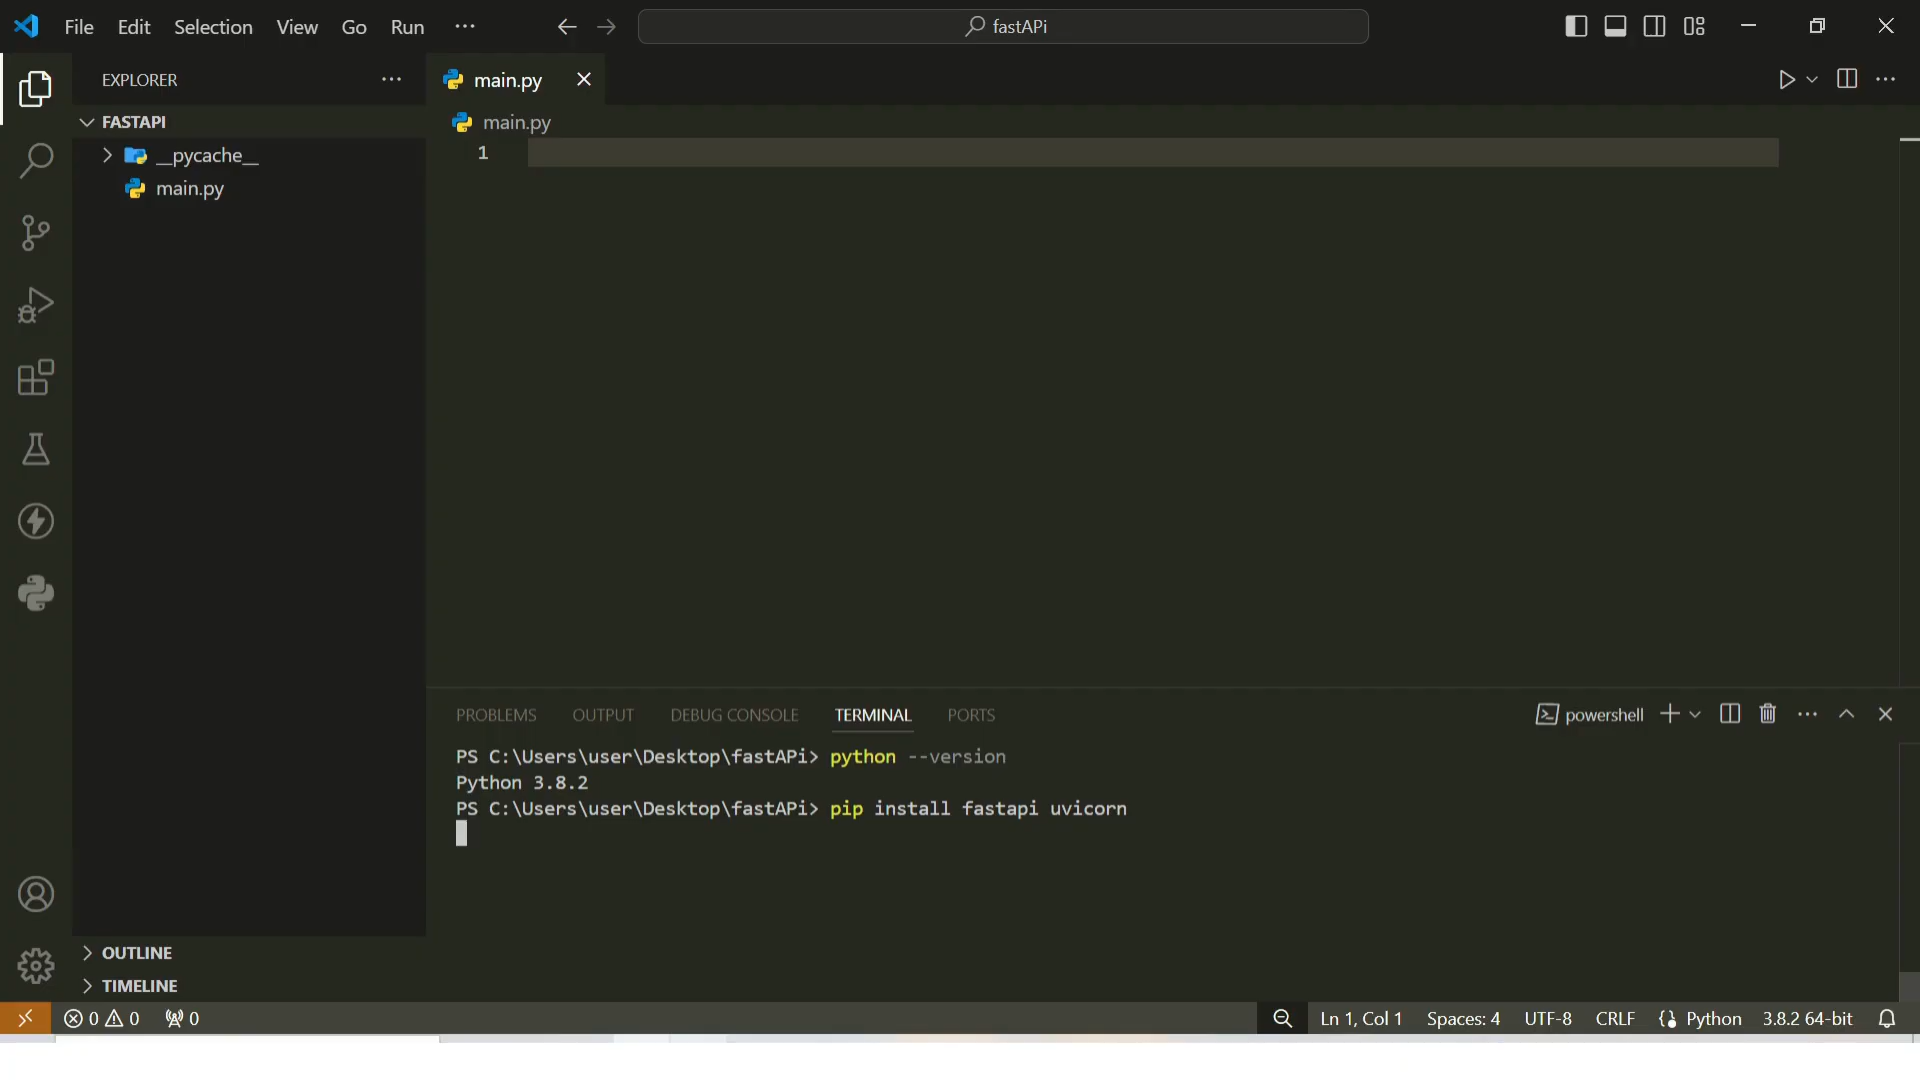 File Edit Selection View Go Run ··· fastAPi
EXPLORER ···
main.py
FASTAPI
main.py
__pycache__
1
main.py
PROBLEMS OUTPUT DEBUG CONSOLE TERMINAL PORTS powershell
PS C:\Users\user\Desktop\fastAPi> python --version
Python 3.8.2
PS C:\Users\user\Desktop\fastAPi> pip install fastapi uvicorn
OUTLINE
TIMELINE
0 0 0 Ln 1, Col 1 Spaces: 4 UTF-8 CRLF Python 3.8.2 64-bit